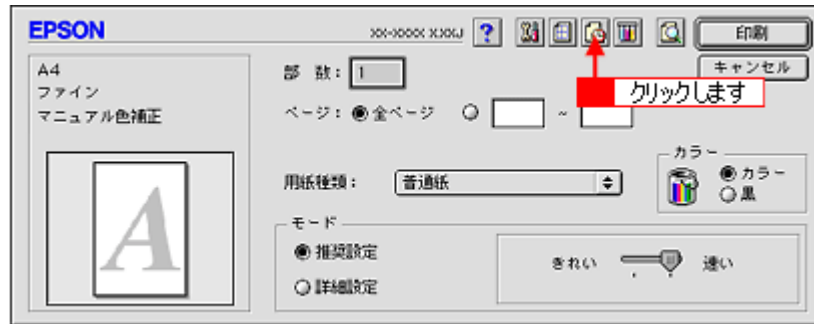 EPSON
XX-XXXX X.XXJ
?
印刷
キャンセル
クリックします
A4
ファイン
マニュアル色補正
部 数: 1
ページ: 全ページ ~
用紙種類: 普通紙
カラー
カラー
黒
モード
推奨設定
詳細設定
きれい 速い
A